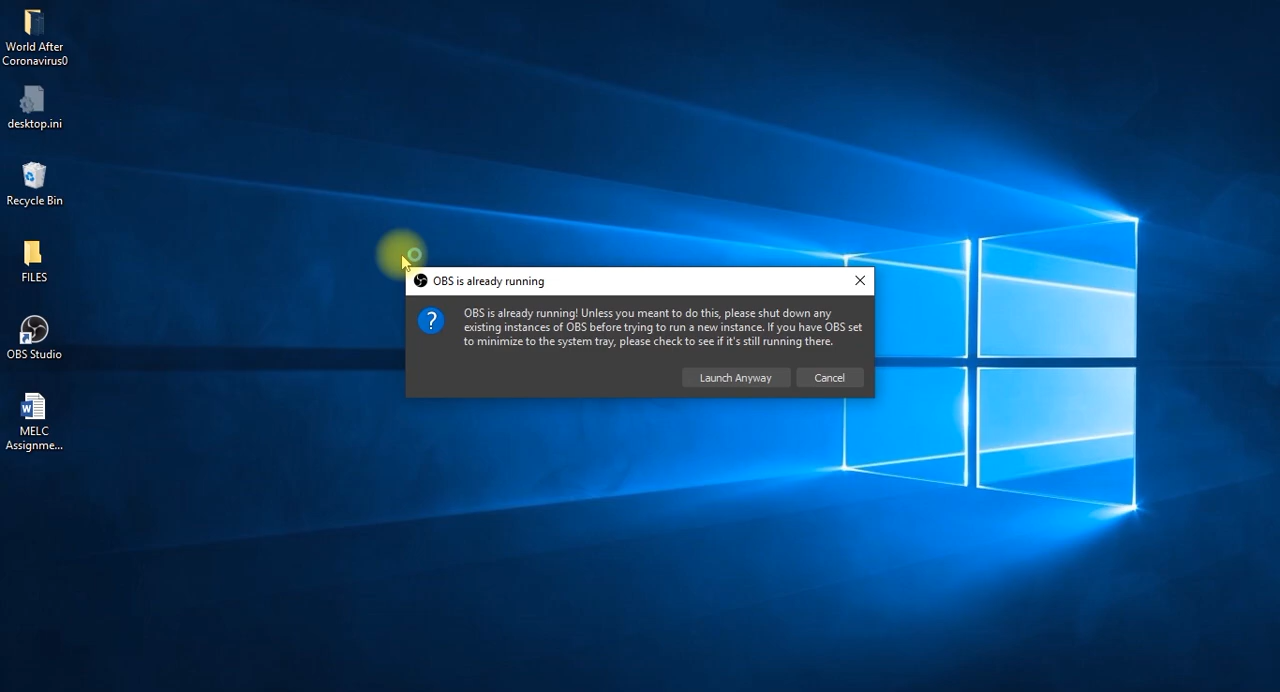 World After
Coronavirus0
desktop.ini
Recycle Bin
FILES
OBS Studio
MELC
Assignme...
OBS is already running
OBS is already running! Unless you meant to do this, please shut down any
existing instances of OBS before trying to run a new instance. If you have OBS set
to minimize to the system tray, please check to see if it's still running there.
Launch Anyway
Cancel